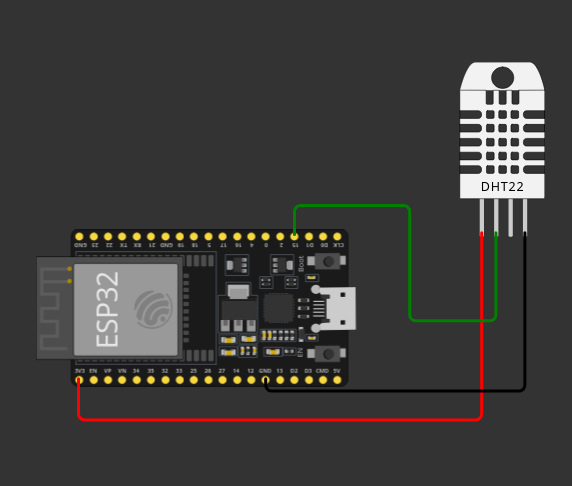 DHT22
GND 23 22 TX RX 21 GND 19 18 5 17 16 4 0 2 15 D1 D0 CLK
Boot
ESP32
EN
3V3 EN VP VN 34 35 32 33 25 26 27 14 12 GND 13 D2 D3 CMD 5V